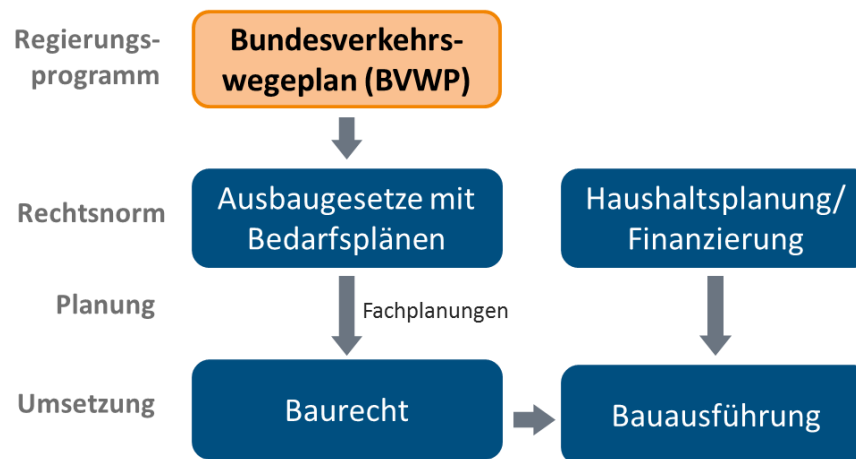 Regierungs-
programm
Bundesverkehrs-
wegeplan (BVWP)
Rechtsnorm
Ausbaugesetze mit
Bedarfsplänen
Haushaltsplanung/
Finanzierung
Planung
Fachplanungen
Umsetzung
Baurecht
Bauausführung